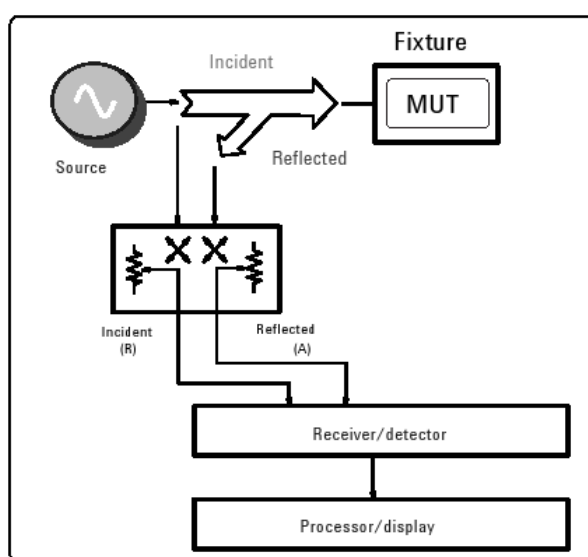 Fixture
Incident
MUT
Reflected
Source
Incident
(R)
Reflected
(A)
Receiver/detector
Processor/display